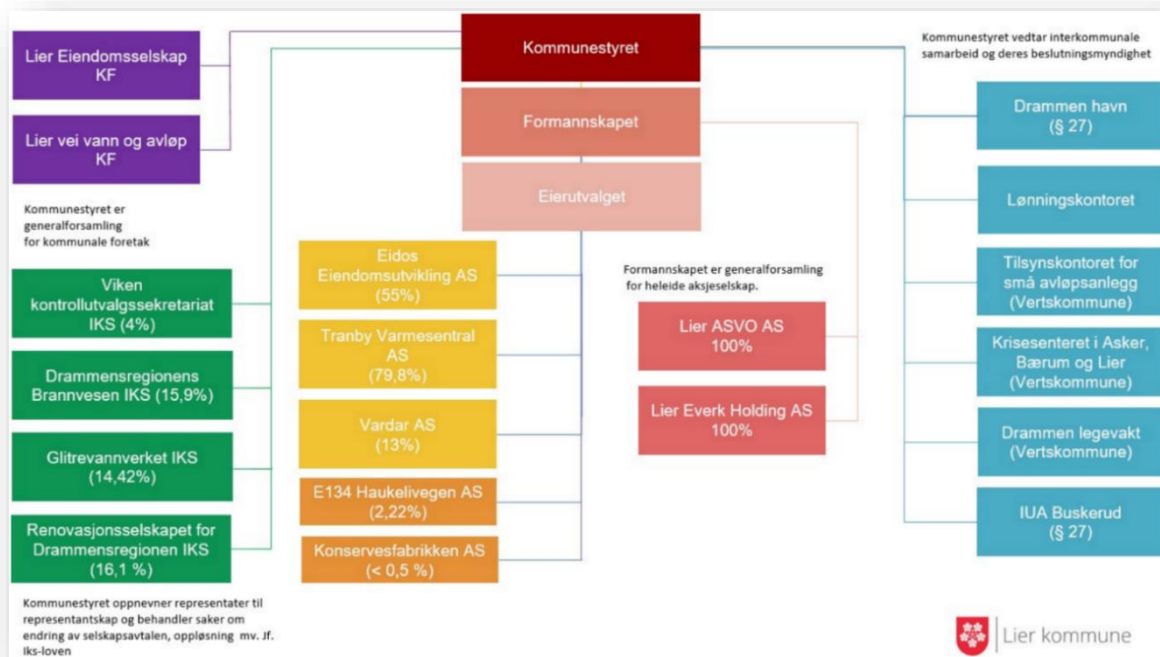 Kommunestyret
Formannskapet
Eierutvalget
Lier Eiendomsselskap
KF
Lier vei vann og avløp
KF
Kommunestyret er
generalforsamling
for kommunale foretak
Viken
kontrollutvalgssekretariat
IKS (4%)
Drammensregionens
Brannvesen IKS (15,9%)
Glitrevannverket IKS
(14,42%)
Renovasjonsselskapet for
Drammensregionen IKS
(16,1 %)
Kommunestyret oppnevner representater til
representantskap og behandler saker om
endring av selskapsavtalen, oppløsning mv. Jf.
Iks-loven
Eidos
Eiendomsutvikling AS
(55%)
Tranby Varmesentral
AS
(79,8%)
Vardar AS
(13%)
E134 Haukelivegen AS
(2,22%)
Konservesfabrikken AS
(< 0,5 %)
Formannskapet er generalforsamling
for heleide aksjeselskap.
Lier ASVO AS
100%
Lier Everk Holding AS
100%
Kommunestyret vedtar interkommunale
samarbeid og deres beslutningsmyndighet
Drammen havn
(§ 27)
Lønningskontoret
Tilsynskontoret for
små avløpsanlegg
(Vertskommune)
Krisesenteret i Asker,
Bærum og Lier
(Vertskommune)
Drammen legevakt
(Vertskommune)
IUA Buskerud
(§ 27)
Lier kommune